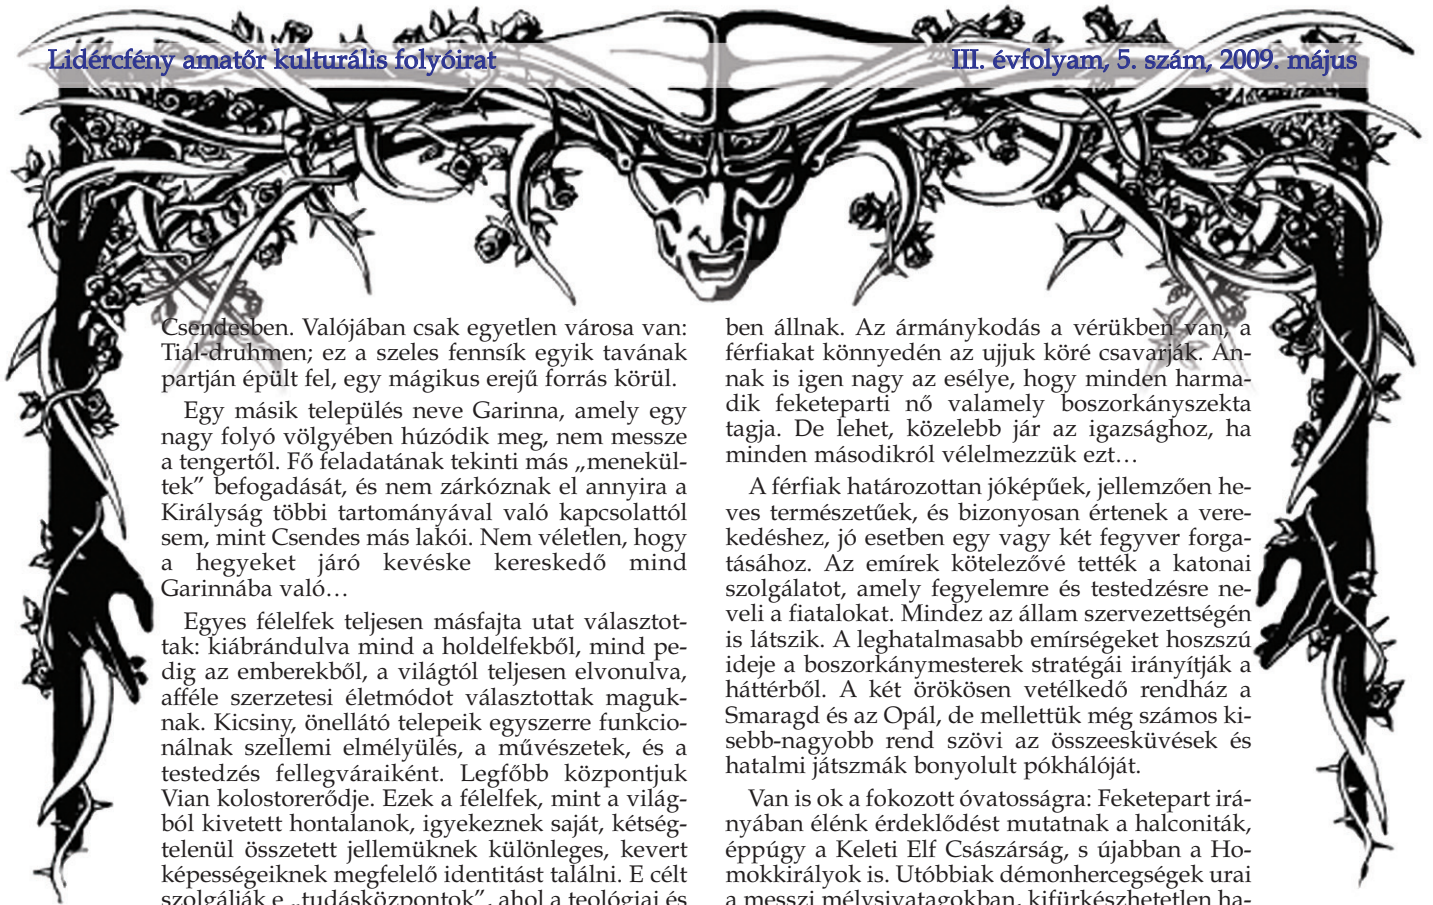 Lidércfény amatőr kulturális folyóirat
III. évfolyam, 5. szám, 2009. május
Csendesben. Valójában csak egyetlen városa van:
Tial-druhmen; ez a szeles fennsík egyik tavának
partján épült fel, egy mágikus erejű forrás körül.
Egy másik település neve Garinna, amely egy
nagy folyó völgyében húzódik meg, nem messze
a tengertől. Fő feladatának tekinti más „menekül-
tek” befogadását, és nem zárkóznak el annyira a
Királyság többi tartományával való kapcsolattól
sem, mint Csendes más lakói. Nem véletlen, hogy
a hegyeket járó kevéske kereskedő mind
Garinnába való…
Egyes félelfek teljesen másfajta utat választot-
tak: kiábrándulva mind a holdelfekből, mind pe-
dig az emberekből, a világtól teljesen elvonulva,
afféle szerzetesi életmódot választottak maguk-
nak. Kicsiny, önellátó telepeik egyszerre funkcio-
nálnak szellemi elmélyülés, a művészetek, és a
testedzés fellegváraiként. Legfőbb központjuk
Vian kolostorerődje. Ezek a félelfek, mint a világ-
ból kivetett hontalanok, igyekeznek saját, kétség-
telenül összetett jellemüknek különleges, kevert
képességeiknek megfelelő identitást találni. E célt
szolgálják e „tudásközpontok”, ahol a teológiai és
ben állnak. Az ármánykodás a vérükben van, a
férfiakat könnyedén az ujjuk köré csavarják. An-
nak is igen nagy az esélye, hogy minden harma-
dik feketeparti nő valamely boszorkányszekta
tagja. De lehet, közelebb jár az igazsághoz, ha
minden másodikról vélelmezzük ezt…
A férfiak határozottan jóképűek, jellemzően he-
ves természetűek, és bizonyosan értenek a vere-
kedéshez, jó esetben egy vagy két fegyver forga-
tásához. Az emírek kötelezővé tették a katonai
szolgálatot, amely fegyelemre és testedzésre ne-
veli a fiatalokat. Mindez az állam szervezettségén
is látszik. A leghatalmasabb emírségeket hoszszú
ideje a boszorkánymesterek stratégái irányítják a
háttérből. A két örökösen vetélkedő rendház a
Smaragd és az Opál, de mellettük még számos ki-
sebb-nagyobb rend szövi az összeesküvések és
hatalmi játszmák bonyolult pókhálóját.
Van is ok a fokozott óvatosságra: Feketepart irá-
nyában élénk érdeklődést mutatnak a halconiták,
éppúgy a Keleti Elf Császárság, s újabban a Ho-
mokkirályok is. Utóbbiak démonhercegségek urai
a messzi mélysivatagokban, kifürkészhetetlen ha-